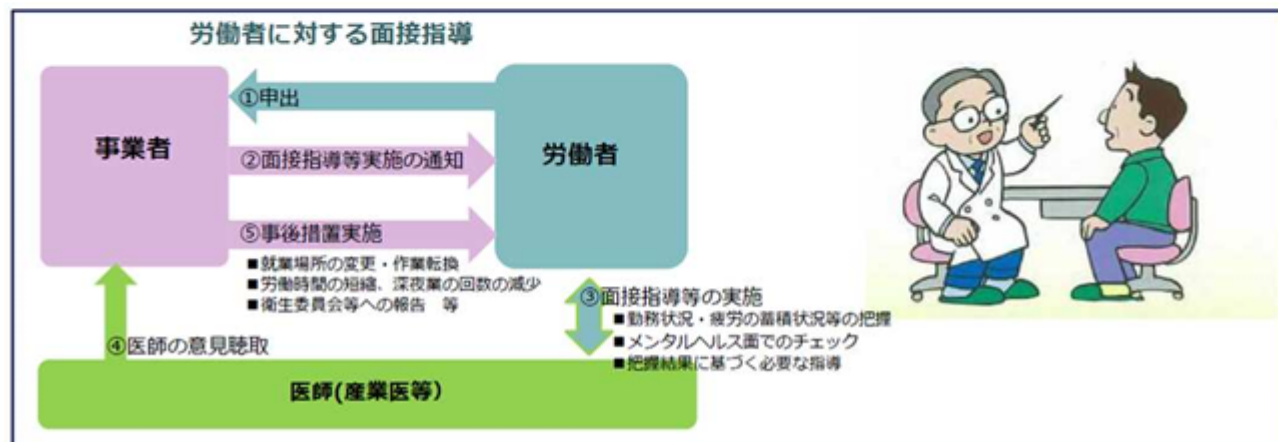 労働者に対する面接指導
事業者
労働者
①申出
②面接指導等実施の通知
⑤事後措置実施
■就業場所の変更・作業転換
■労働時間の短縮、深夜業の回数の減少
■衛生委員会等への報告　等
③面接指導等の実施
■勤務状況・疲労の蓄積状況等の把握
■メンタルヘルス面でのチェック
■把握結果に基づく必要な指導
④医師の意見聴取
医師(産業医等）